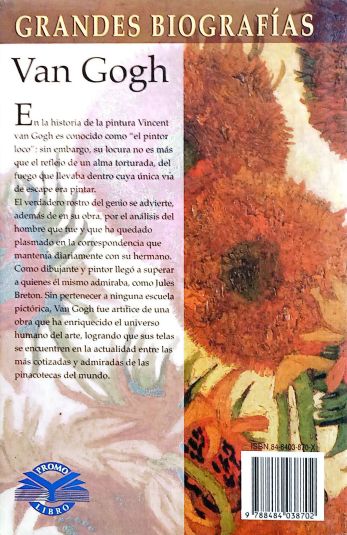 GRANDES BIOGRAFÍAS
Van Gogh
En la historia de la pintura Vincent
van Gogh es conocido como "el pintor
loco"; sin embargo, su locura no es más
que el reflejo de un alma torturada, del
fuego que llevaba dentro cuya única vía
de escape era pintar.
El verdadero rostro del genio se advierte,
además de en su obra, por el análisis del
hombre que fue y que ha quedado
plasmado en la correspondencia que
mantenía diariamente con su hermano.
Como dibujante y pintor llegó a superar
a quienes él mismo admiraba, como Jules
Breton. Sin pertenecer a ninguna escuela
pictórica, Van Gogh fue artífice de una
obra que ha enriquecido el universo
humano del arte, logrando que sus telas
se encuentren en la actualidad entre las
más cotizadas y admiradas de las
pinacotecas del mundo.
PROMO
LIBRO
ISBN 84-8403-870-X
9 788484 038702